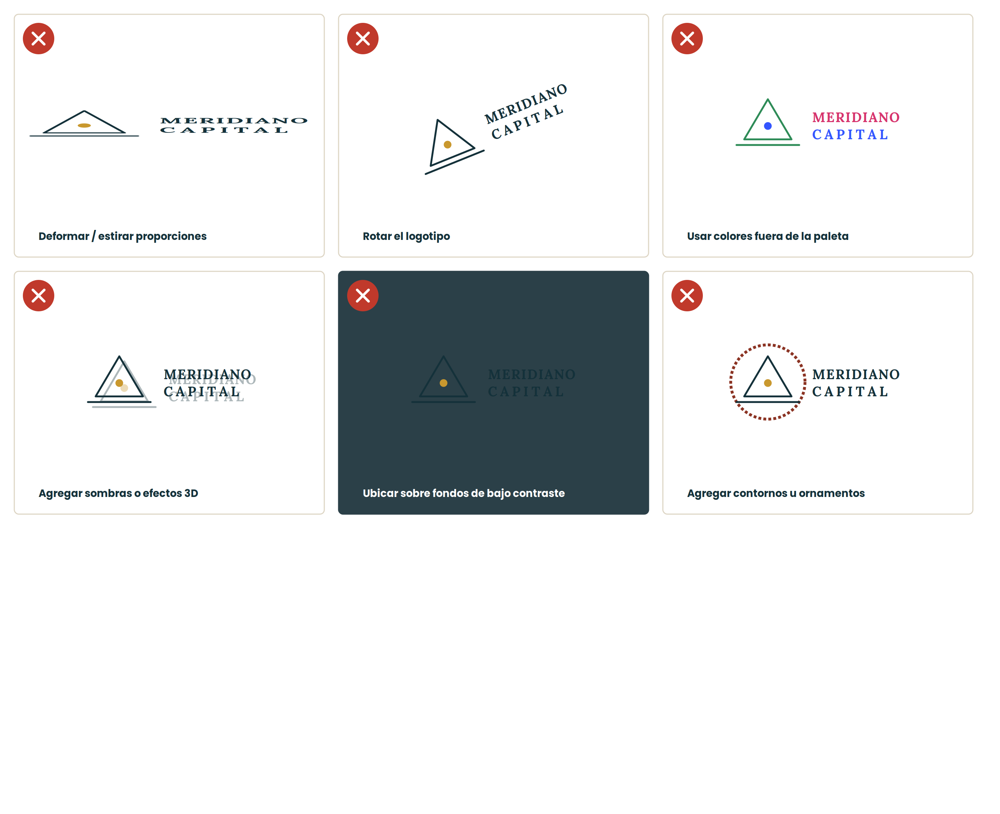 MERIDIANO
CAPITAL
Deformar / estirar proporciones
MERIDIANO
CAPITAL
Rotar el logotipo
MERIDIANO
CAPITAL
Usar colores fuera de la paleta
MERIDIANO
CAPITAL
Agregar sombras o efectos 3D
MERIDIANO
CAPITAL
Ubicar sobre fondos de bajo contraste
MERIDIANO
CAPITAL
Agregar contornos u ornamentos